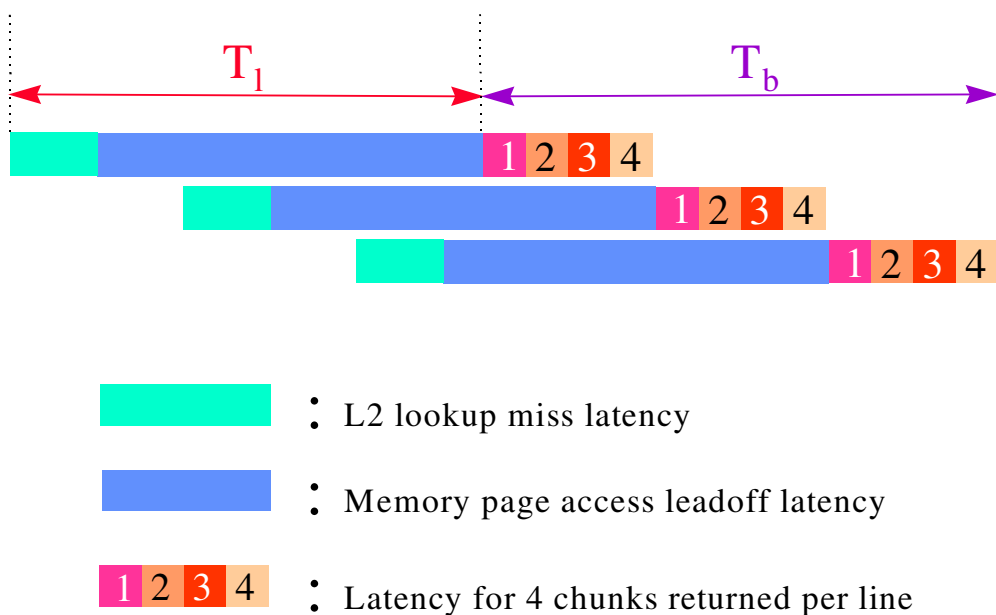 T_l T_b
1 2 3 4
1 2 3 4
1 2 3 4
: L2 lookup miss latency
: Memory page access leadoff latency
1 2 3 4 : Latency for 4 chunks returned per line